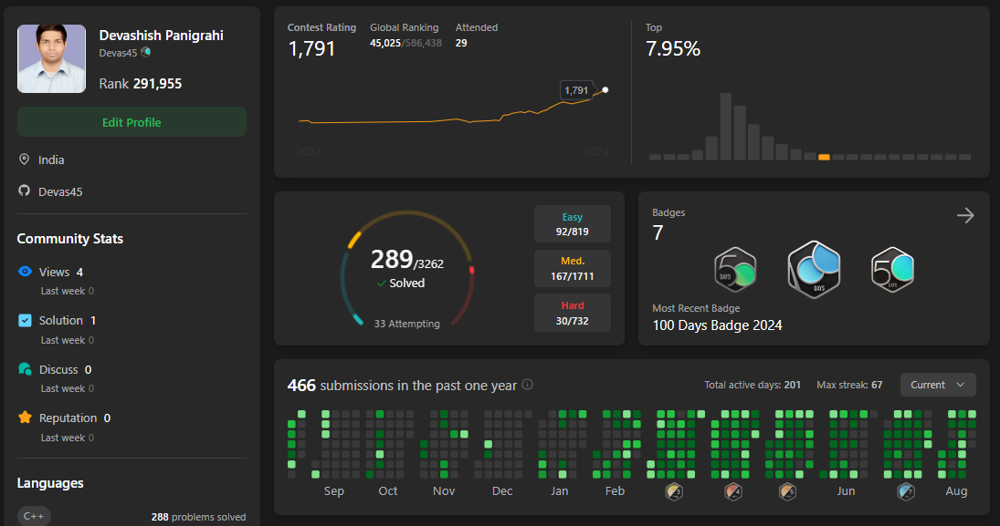 Devashish Panigrahi
Devas45
Rank 291,955
Edit Profile
India
Devas45
Community Stats
Views 4
Last week 0
Solution 1
Last week 0
Discuss 0
Last week 0
Reputation 0
Last week 0
Languages
C++ 288 problems solved
Contest Rating
1,791
Global Ranking
45,025/586,438
Attended
29
1,791
2023
2024
Top
7.95%
289/3262
Solved
33 Attempting
Easy
92/819
Med.
167/1711
Hard
30/732
Badges
7
50
DAYS
DAYS
50
DAYS
Most Recent Badge
100 Days Badge 2024
466 submissions in the past one year
Total active days: 201
Max streak: 67
Current
Sep Oct Nov Dec Jan Feb Jun Aug